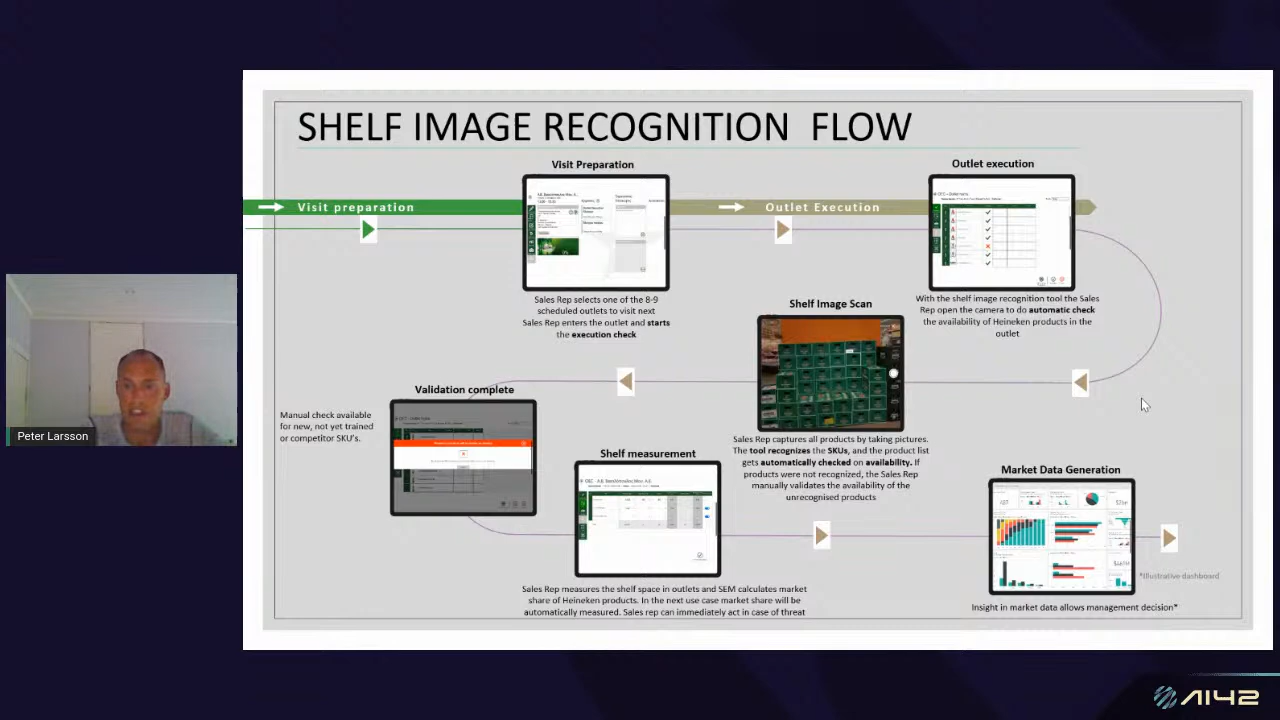 SHELF IMAGE RECOGNITION FLOW
Visit Preparation
Outlet execution
Visit preparation
Outlet Execution
Sales Rep selects one of the 8-9
scheduled outlets to visit next
Sales Rep enters the outlet and starts
the execution check
With the shelf image recognition tool the Sales
Rep open the camera to do automatic check
the availability of Heineken products in the
outlet
Shelf Image Scan
Sales Rep captures all products by taking pictures.
The tool recognizes the SKUs, and the product list
gets automatically checked on availability. If
products were not recognized, the Sales Rep
manually validates the availability of the
unrecognised products
Validation complete
Manual check available
for new, not yet trained
or competitor SKU's.
Shelf measurement
Sales Rep measures the shelf space in outlets and SEM calculates market
share of Heineken products. In the next use case market share will be
automatically measured. Sales rep can immediately act in case of threat
Market Data Generation
*Illustrative dashboard
Insight in market data allows management decision*
Peter Larsson
AI42